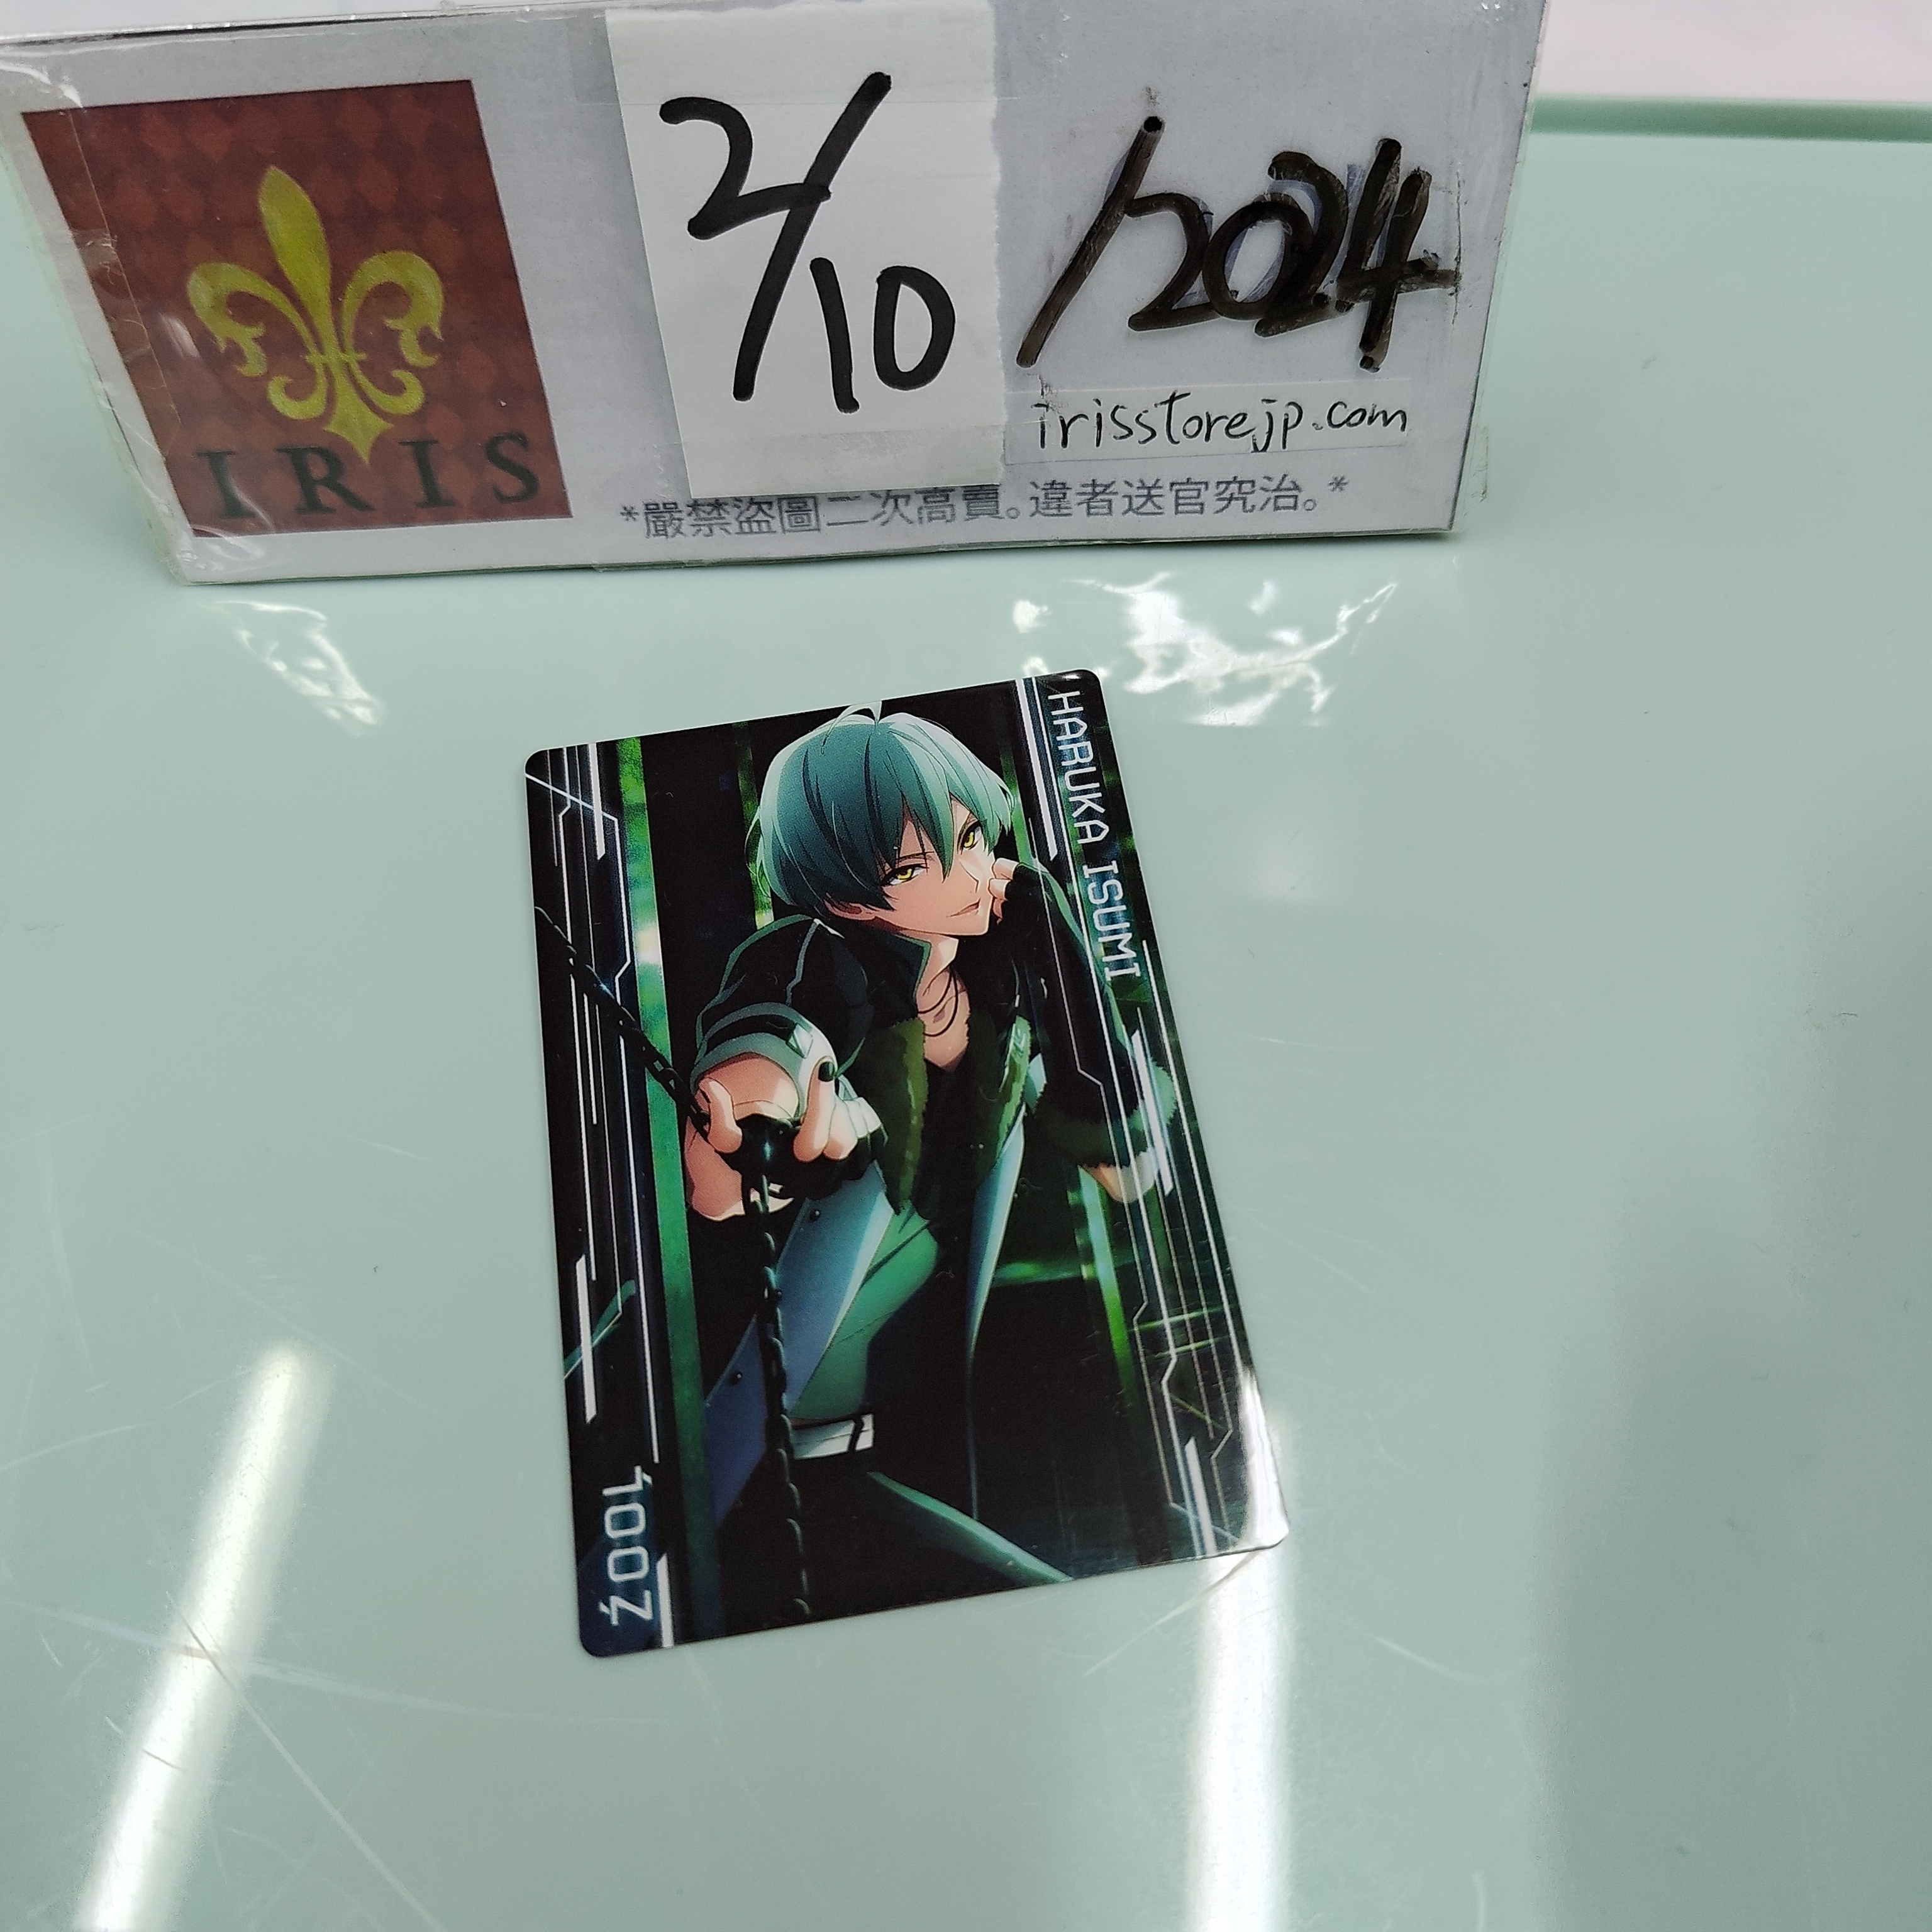 IRIS
2/10
/2024
irisstorejp.com
*嚴禁盜圖二次高賣。違者送官究治。*
HARUKA ISUMI
ŹOOĻ